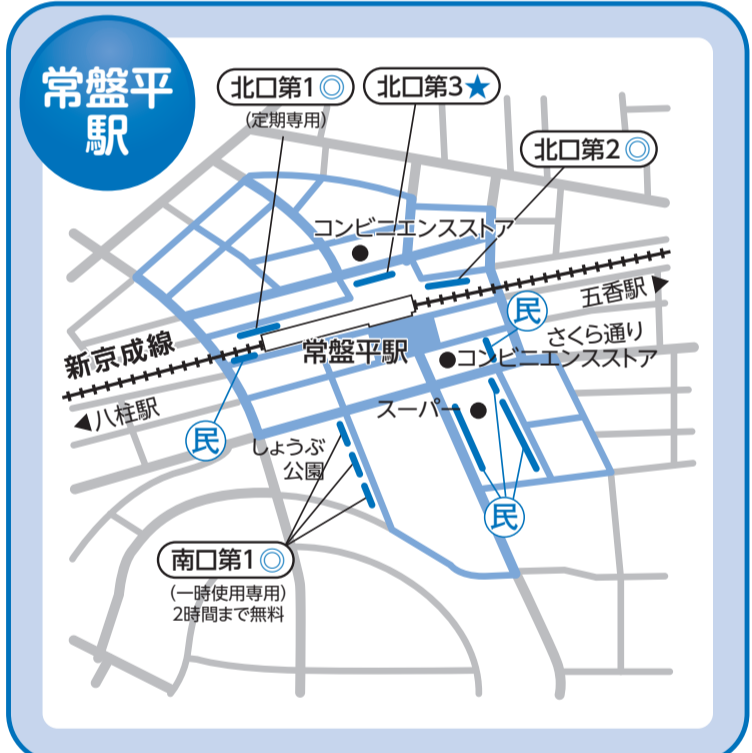 常盤平
駅
北口第1◎
(定期専用)
北口第3★
北口第2◎
コンビニエンスストア
五香駅▶
民
さくら通り
新京成線
常盤平駅
コンビニエンスストア
◀八柱駅
スーパー
民
しょうぶ
公園
民
南口第1◎
(一時使用専用)
2時間まで無料